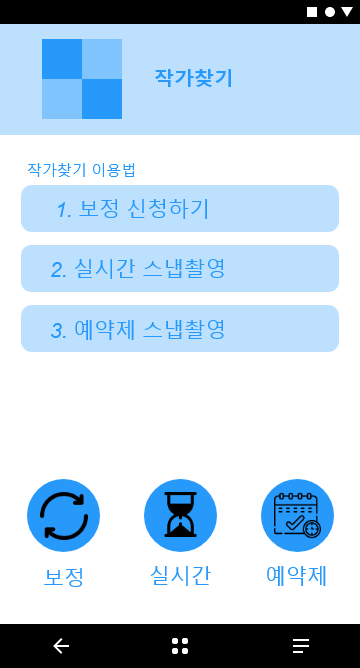 작가찾기
작가찾기 이용법
1. 보정 신청하기
2. 실시간 스냅촬영
3. 예약제 스냅촬영
보정 실시간 예약제